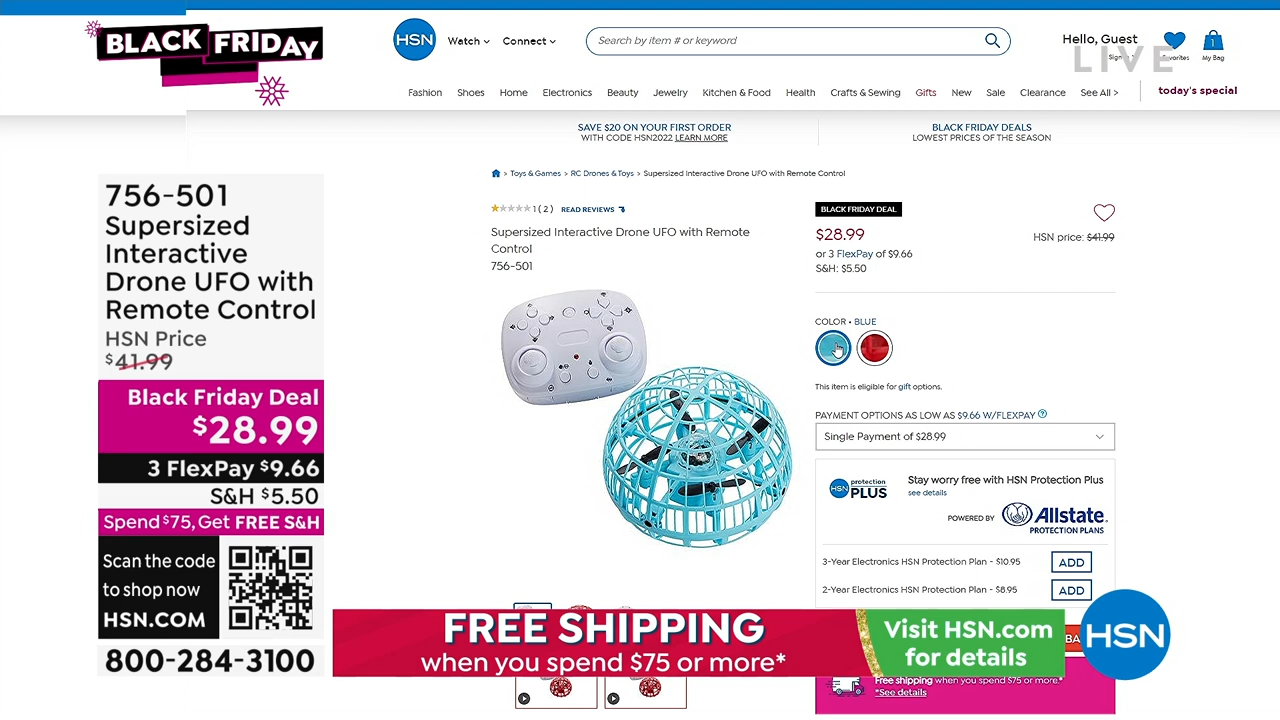 BLACK FRIDAY
HSN
Watch
Connect
Search by item # or keyword
Hello, Guest
LIVE
Favorites
1
My Bag
Fashion Shoes Home Electronics Beauty Jewelry Kitchen & Food Health Crafts & Sewing Gifts New Sale Clearance See All >
today's special
SAVE $20 ON YOUR FIRST ORDER
WITH CODE HSN2022 LEARN MORE
BLACK FRIDAY DEALS
LOWEST PRICES OF THE SEASON
> Toys & Games > RC Drones & Toys > Supersized Interactive Drone UFO with Remote Control
756-501
Supersized
Interactive
Drone UFO with
Remote Control
HSN Price
$41.99
Black Friday Deal
$28.99
3 FlexPay $9.66
S&H $5.50
Spend $75, Get FREE S&H
Scan the code
to shop now
HSN.COM
800-284-3100
1 ( 2 ) READ REVIEWS
Supersized Interactive Drone UFO with Remote
Control
756-501
BLACK FRIDAY DEAL
$28.99
HSN price: $41.99
or 3 FlexPay of $9.66
S&H: $5.50
COLOR • BLUE
This item is eligible for gift options.
PAYMENT OPTIONS AS LOW AS $9.66 W/FLEXPAY ?
Single Payment of $28.99
HSN protection PLUS
Stay worry free with HSN Protection Plus
see details
POWERED BY Allstate
PROTECTION PLANS
3-Year Electronics HSN Protection Plan - $10.95 ADD
2-Year Electronics HSN Protection Plan - $8.95 ADD
FREE SHIPPING
when you spend $75 or more*
Visit HSN.com
for details
BA
HSN
Free shipping when you spend $75 or more.*
*See details